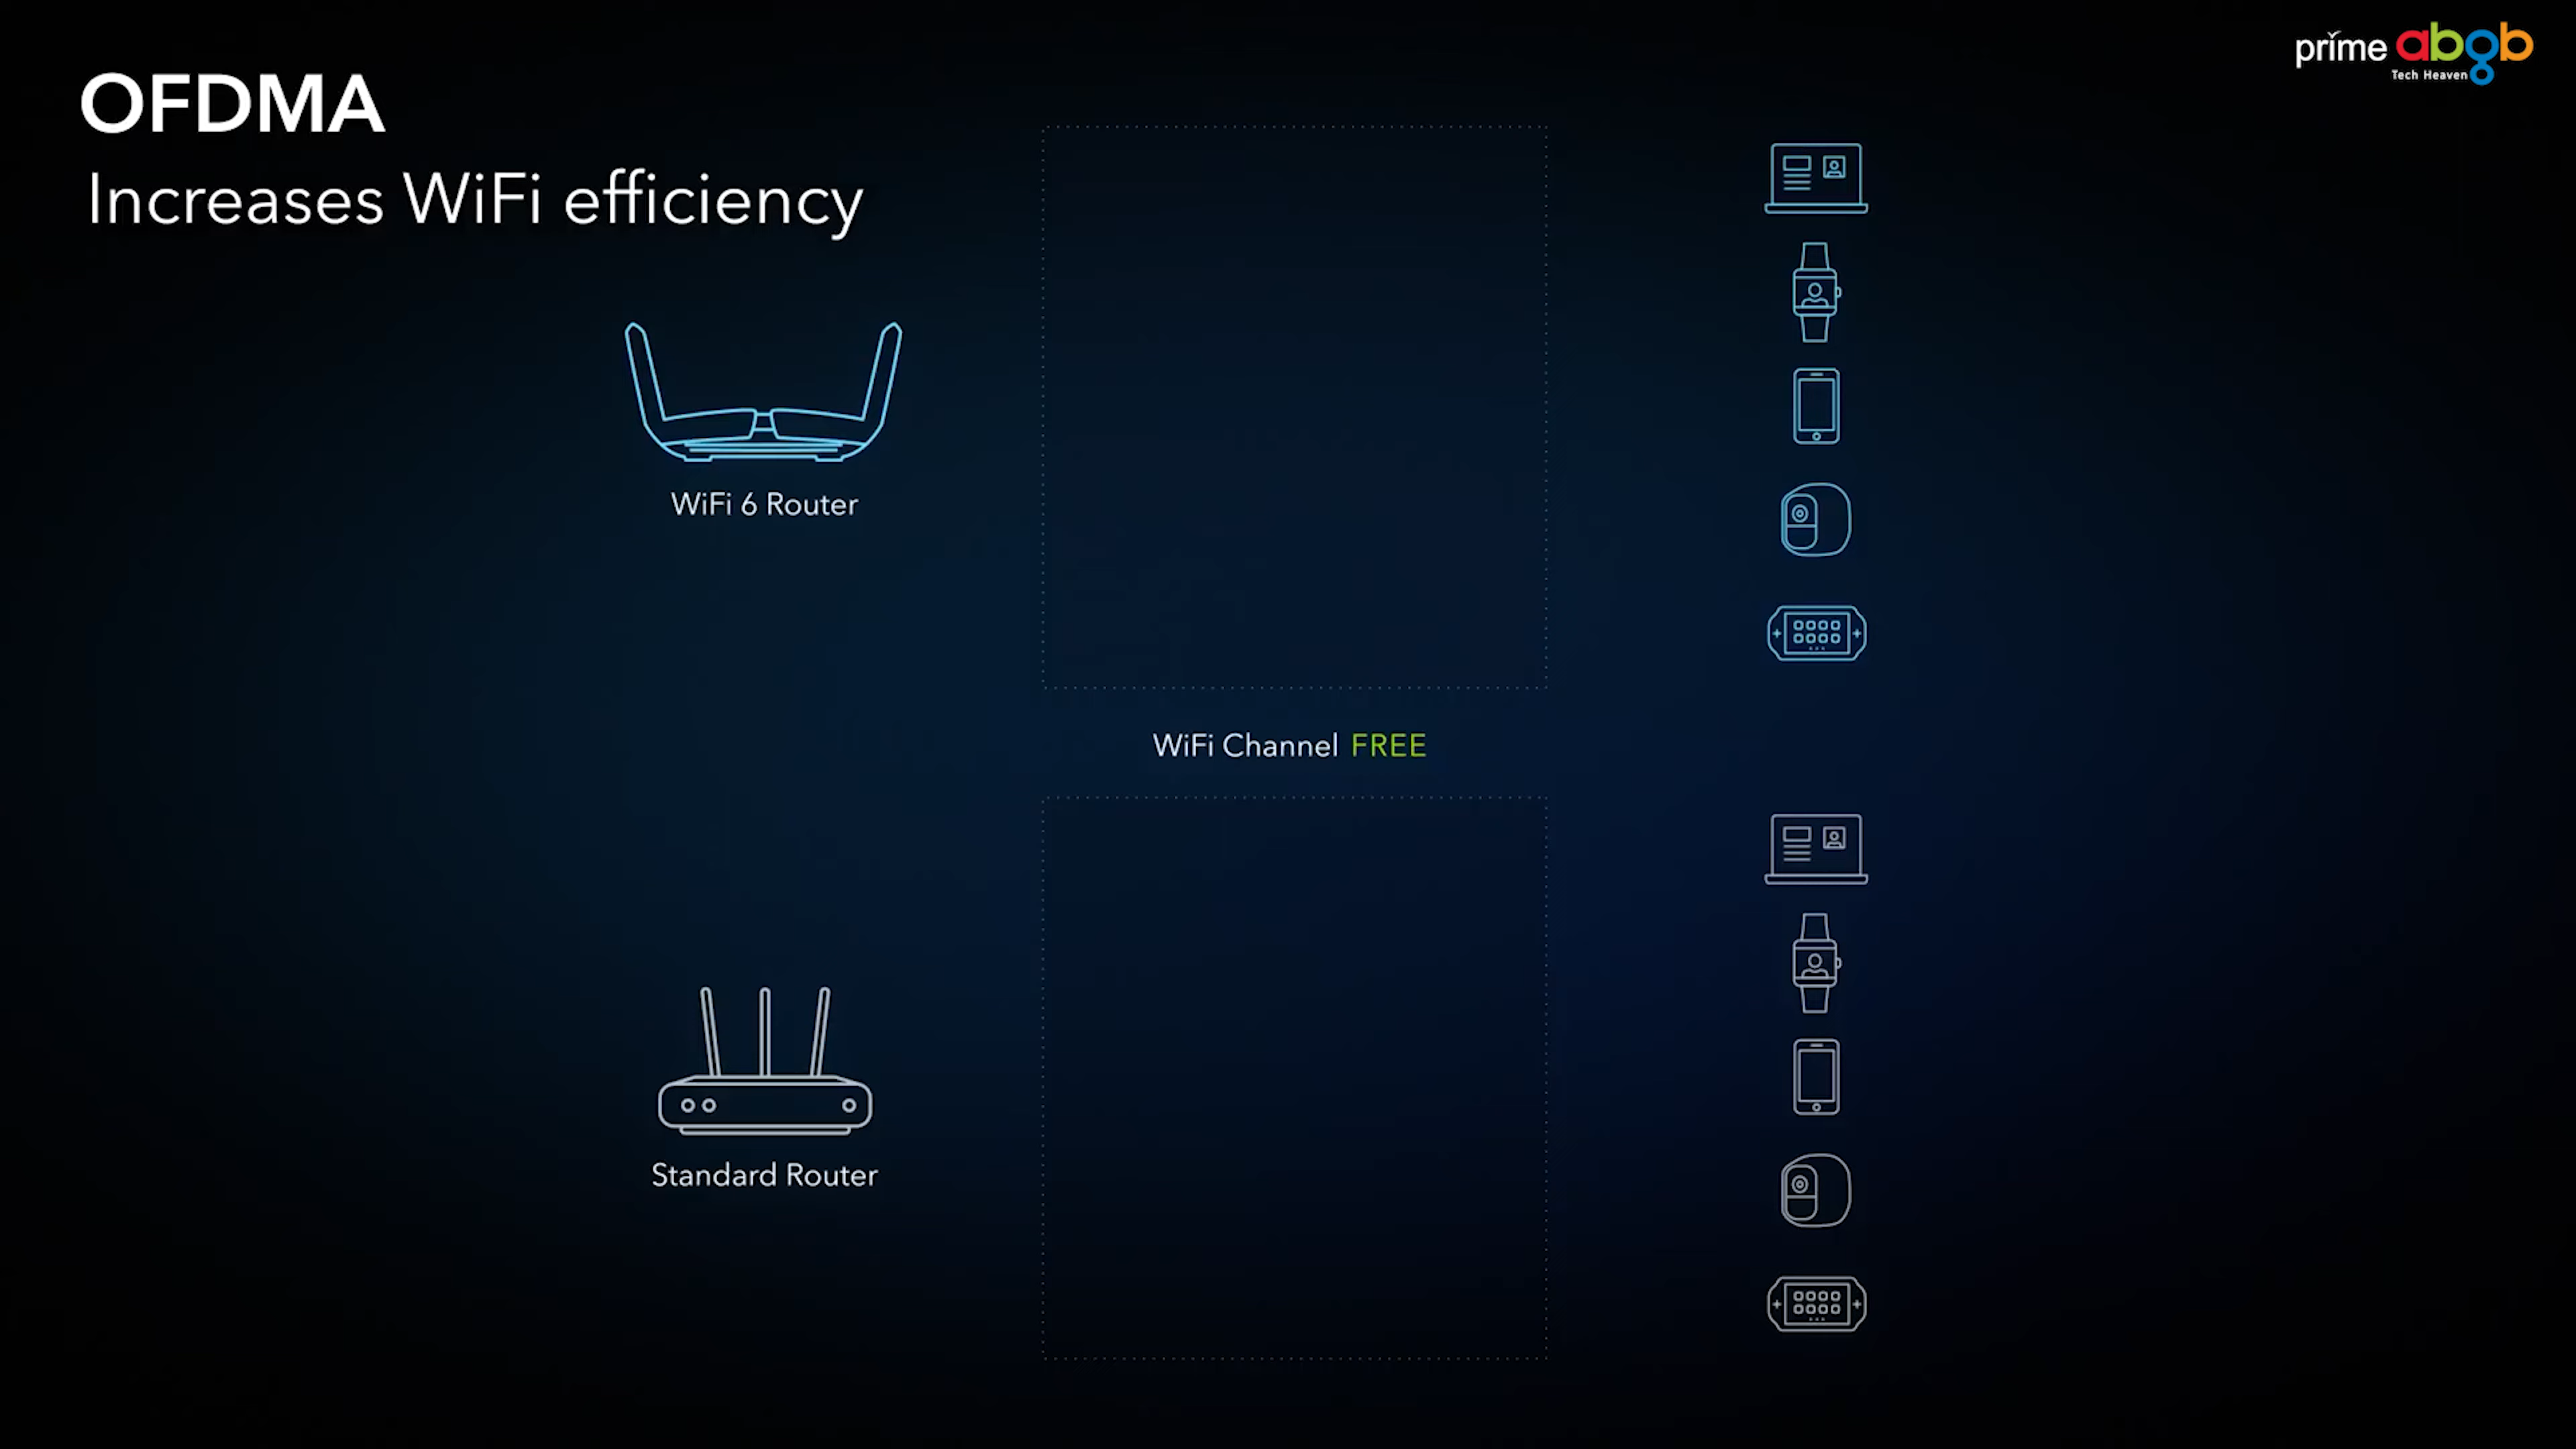 prime abgb
Tech Heaven
OFDMA
Increases WiFi efficiency
WiFi 6 Router
WiFi Channel FREE
Standard Router